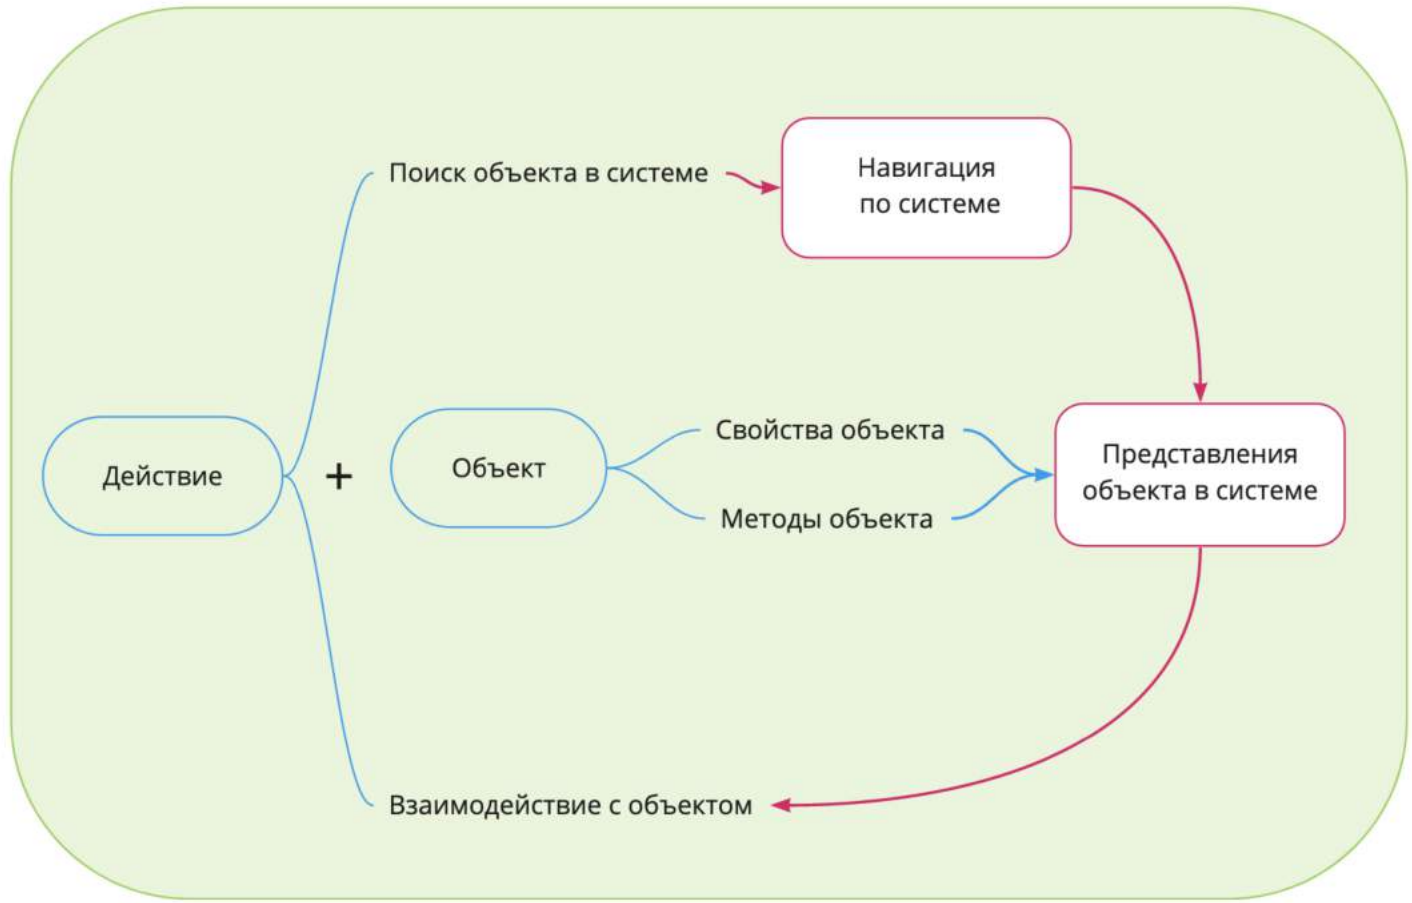 Поиск объекта в системе
Навигация
по системе
Действие
+
Объект
Свойства объекта
Методы объекта
Представления
объекта в системе
Взаимодействие с объектом